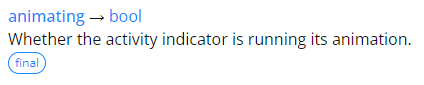 animating → bool
Whether the activity indicator is running its animation.
final